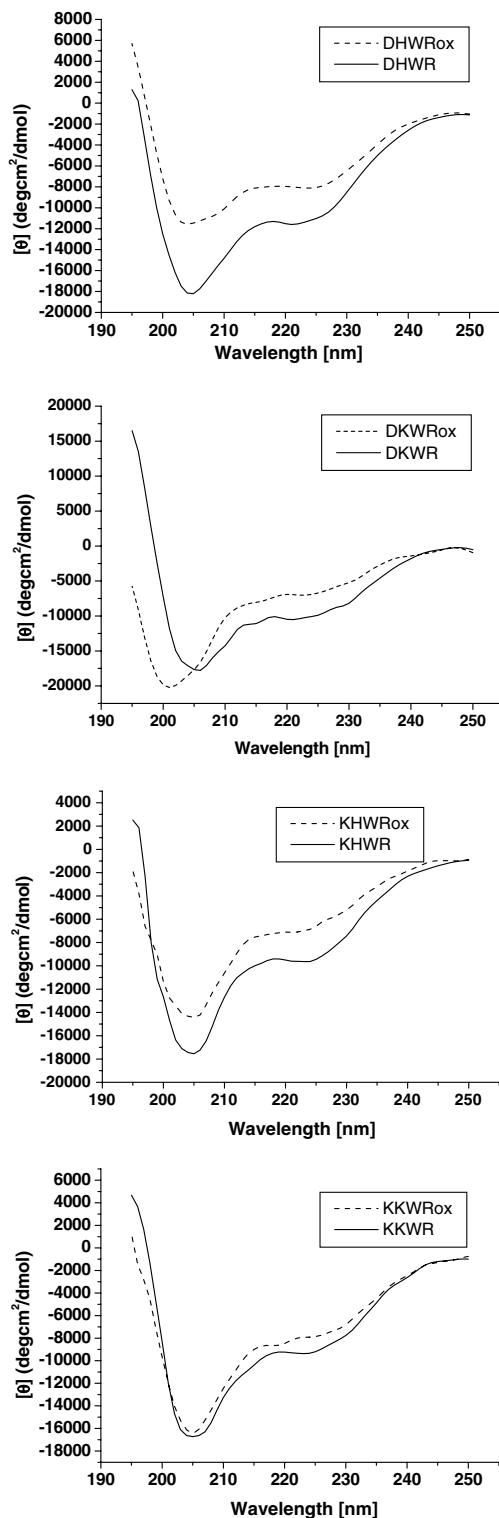 8000
6000
4000
2000
0
-2000
-4000
-6000
-8000
-10000
-12000
-14000
-16000
-18000
-20000
[θ] (degcm²/dmol)
DHWRox
DHWR
190 200 210 220 230 240 250
Wavelength [nm]
20000
15000
10000
5000
0
-5000
-10000
-15000
-20000
[θ] (degcm²/dmol)
DKWRox
DKWR
190 200 210 220 230 240 250
Wavelength [nm]
4000
2000
0
-2000
-4000
-6000
-8000
-10000
-12000
-14000
-16000
-18000
-20000
[θ] (degcm²/dmol)
KHWRox
KHWR
190 200 210 220 230 240 250
Wavelength [nm]
6000
4000
2000
0
-2000
-4000
-6000
-8000
-10000
-12000
-14000
-16000
-18000
[θ] (degcm²/dmol)
KKWRox
KKWR
190 200 210 220 230 240 250
Wavelength [nm]